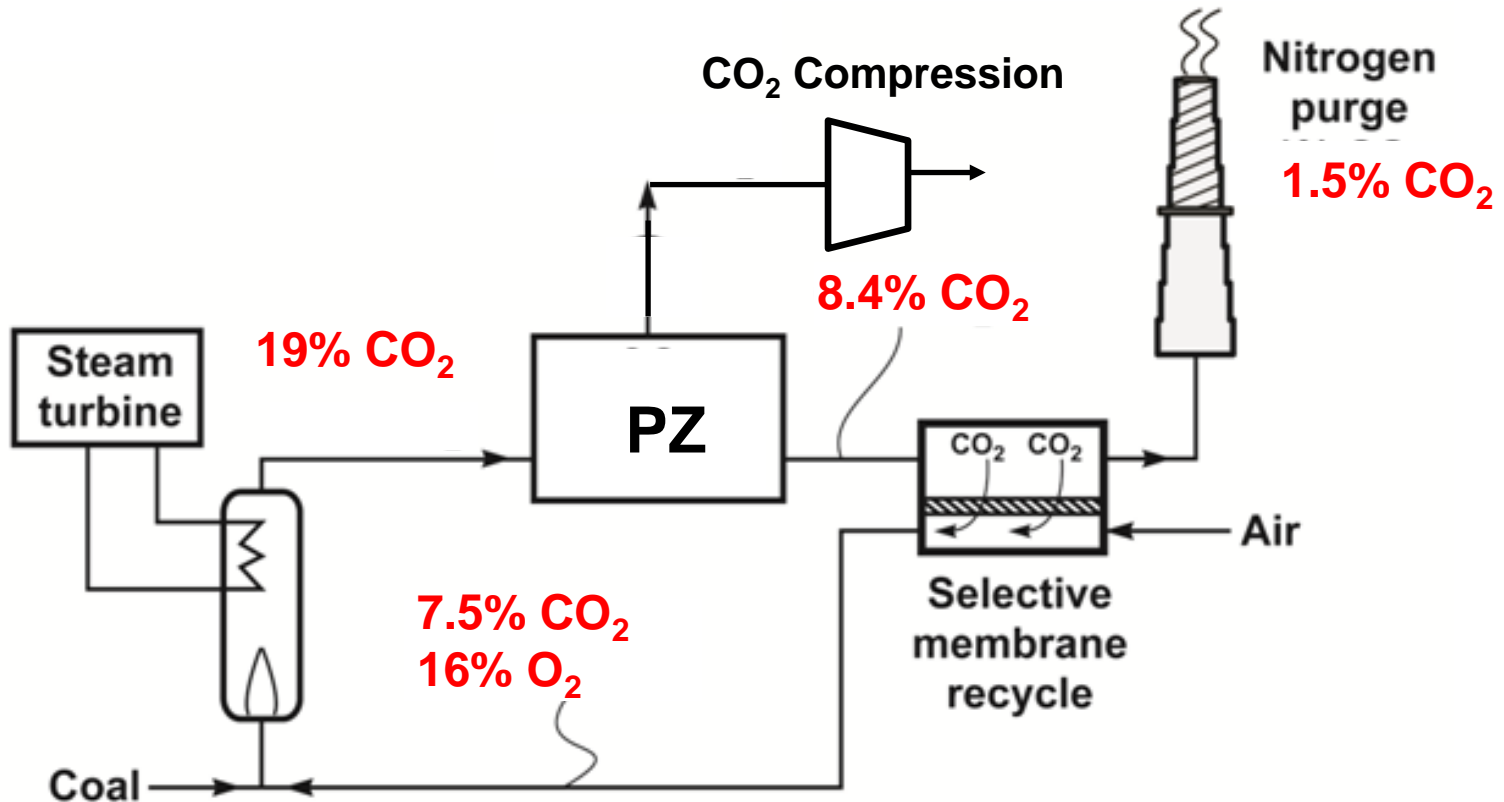 CO₂ Compression
Nitrogen
purge
1.5% CO₂
8.4% CO₂
19% CO₂
Steam
turbine
PZ
CO₂ CO₂
Air
Selective
membrane
recycle
7.5% CO₂
16% O₂
Coal